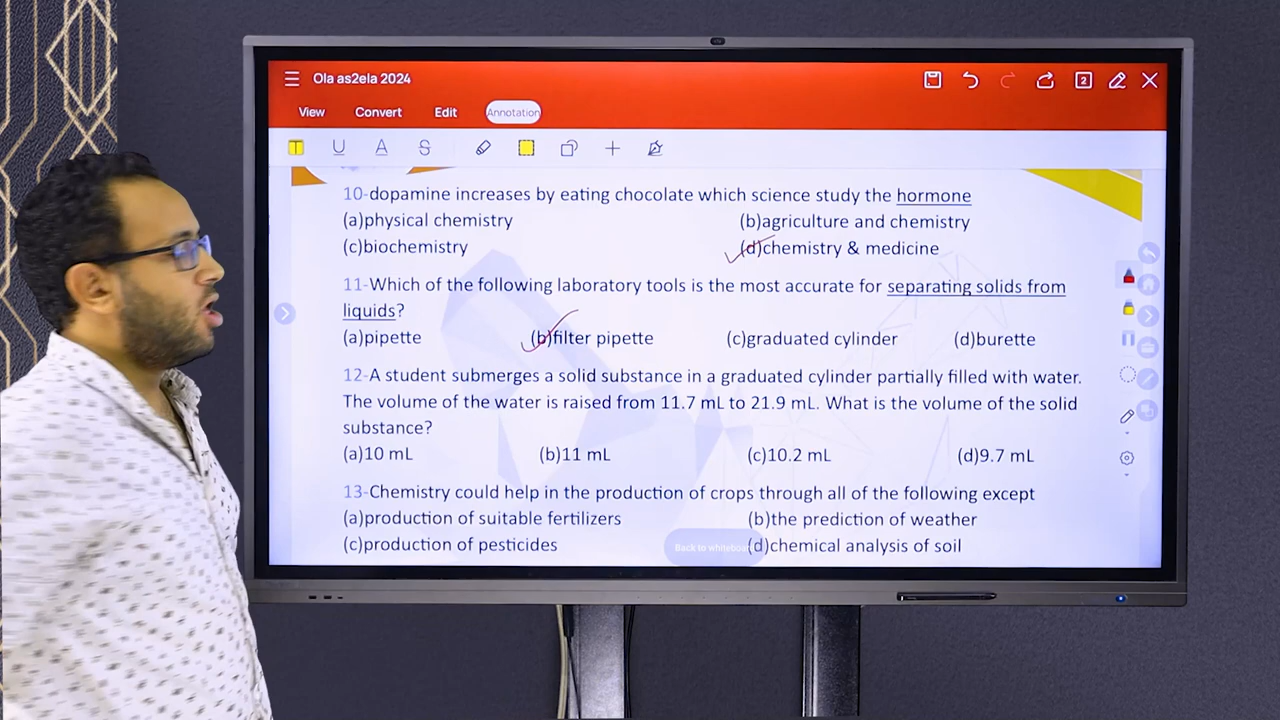 Ola as2ela 2024
View Convert Edit Annotation
T U A S
2
10-dopamine increases by eating chocolate which science study the hormone
(a)physical chemistry (b)agriculture and chemistry
(c)biochemistry (d)chemistry & medicine
11-Which of the following laboratory tools is the most accurate for separating solids from
liquids?
(a)pipette (b)filter pipette (c)graduated cylinder (d)burette
12-A student submerges a solid substance in a graduated cylinder partially filled with water.
The volume of the water is raised from 11.7 mL to 21.9 mL. What is the volume of the solid
substance?
(a)10 mL (b)11 mL (c)10.2 mL (d)9.7 mL
13-Chemistry could help in the production of crops through all of the following except
(a)production of suitable fertilizers (b)the prediction of weather
(c)production of pesticides (d)chemical analysis of soil
Back to whiteboard